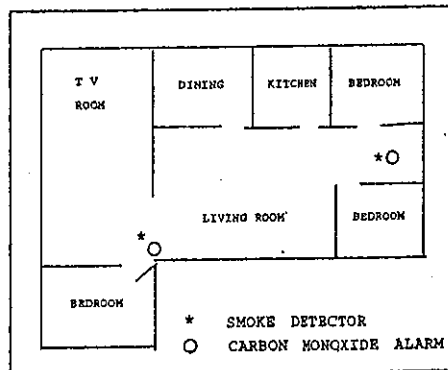 T V
ROOM
DINING
KITCHEN
BEDROOM
*
LIVING ROOM
BEDROOM
*
BEDROOM
* SMOKE DETECTOR
CARBON MONOXIDE ALARM